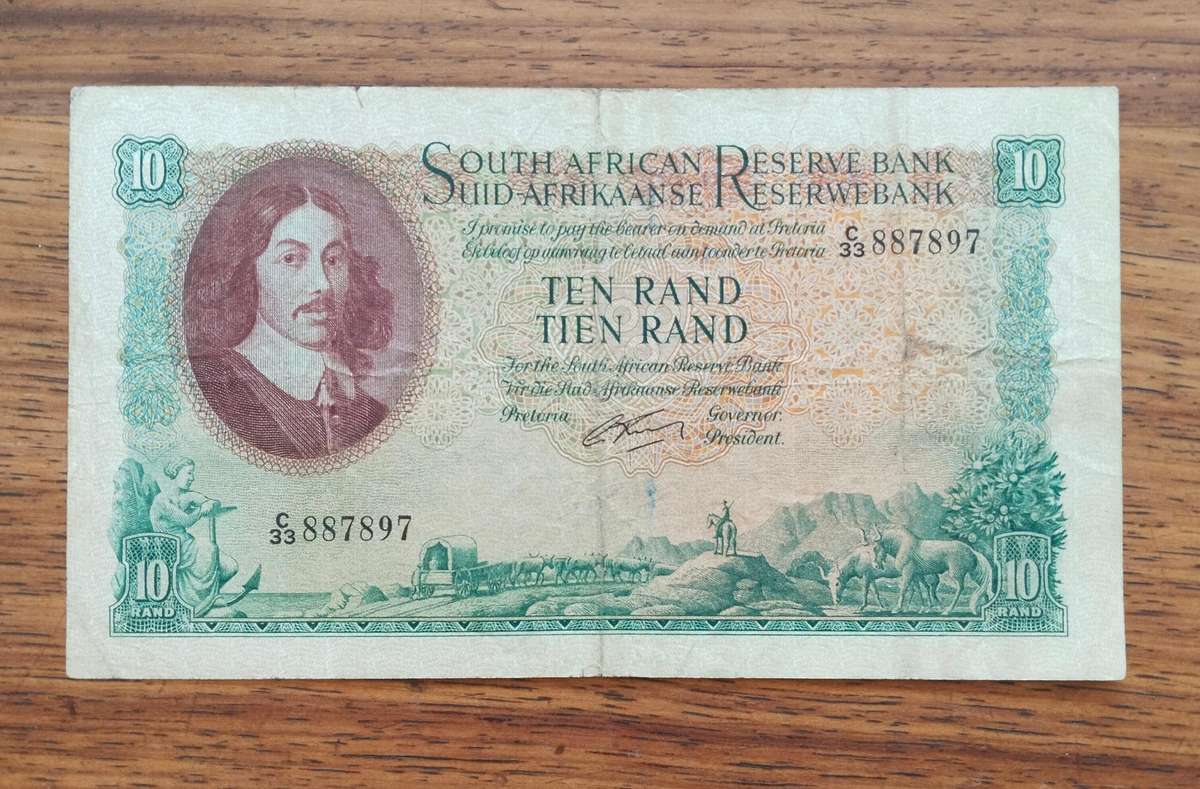 10
10
SOUTH AFRICAN RESERVE BANK
SUID-AFRIKAANSE RESERWEBANK
I promise to pay the bearer on demand at Pretoria
Ek beloof op aanvraag te betaal aan toonder te Pretoria
C/33 887897
TEN RAND
TIEN RAND
For the South African Reserve Bank
Vir die Suid-Afrikaanse Reserwebank
Pretoria
Governor.
President.
C/33 887897
10
RAND
10
RAND